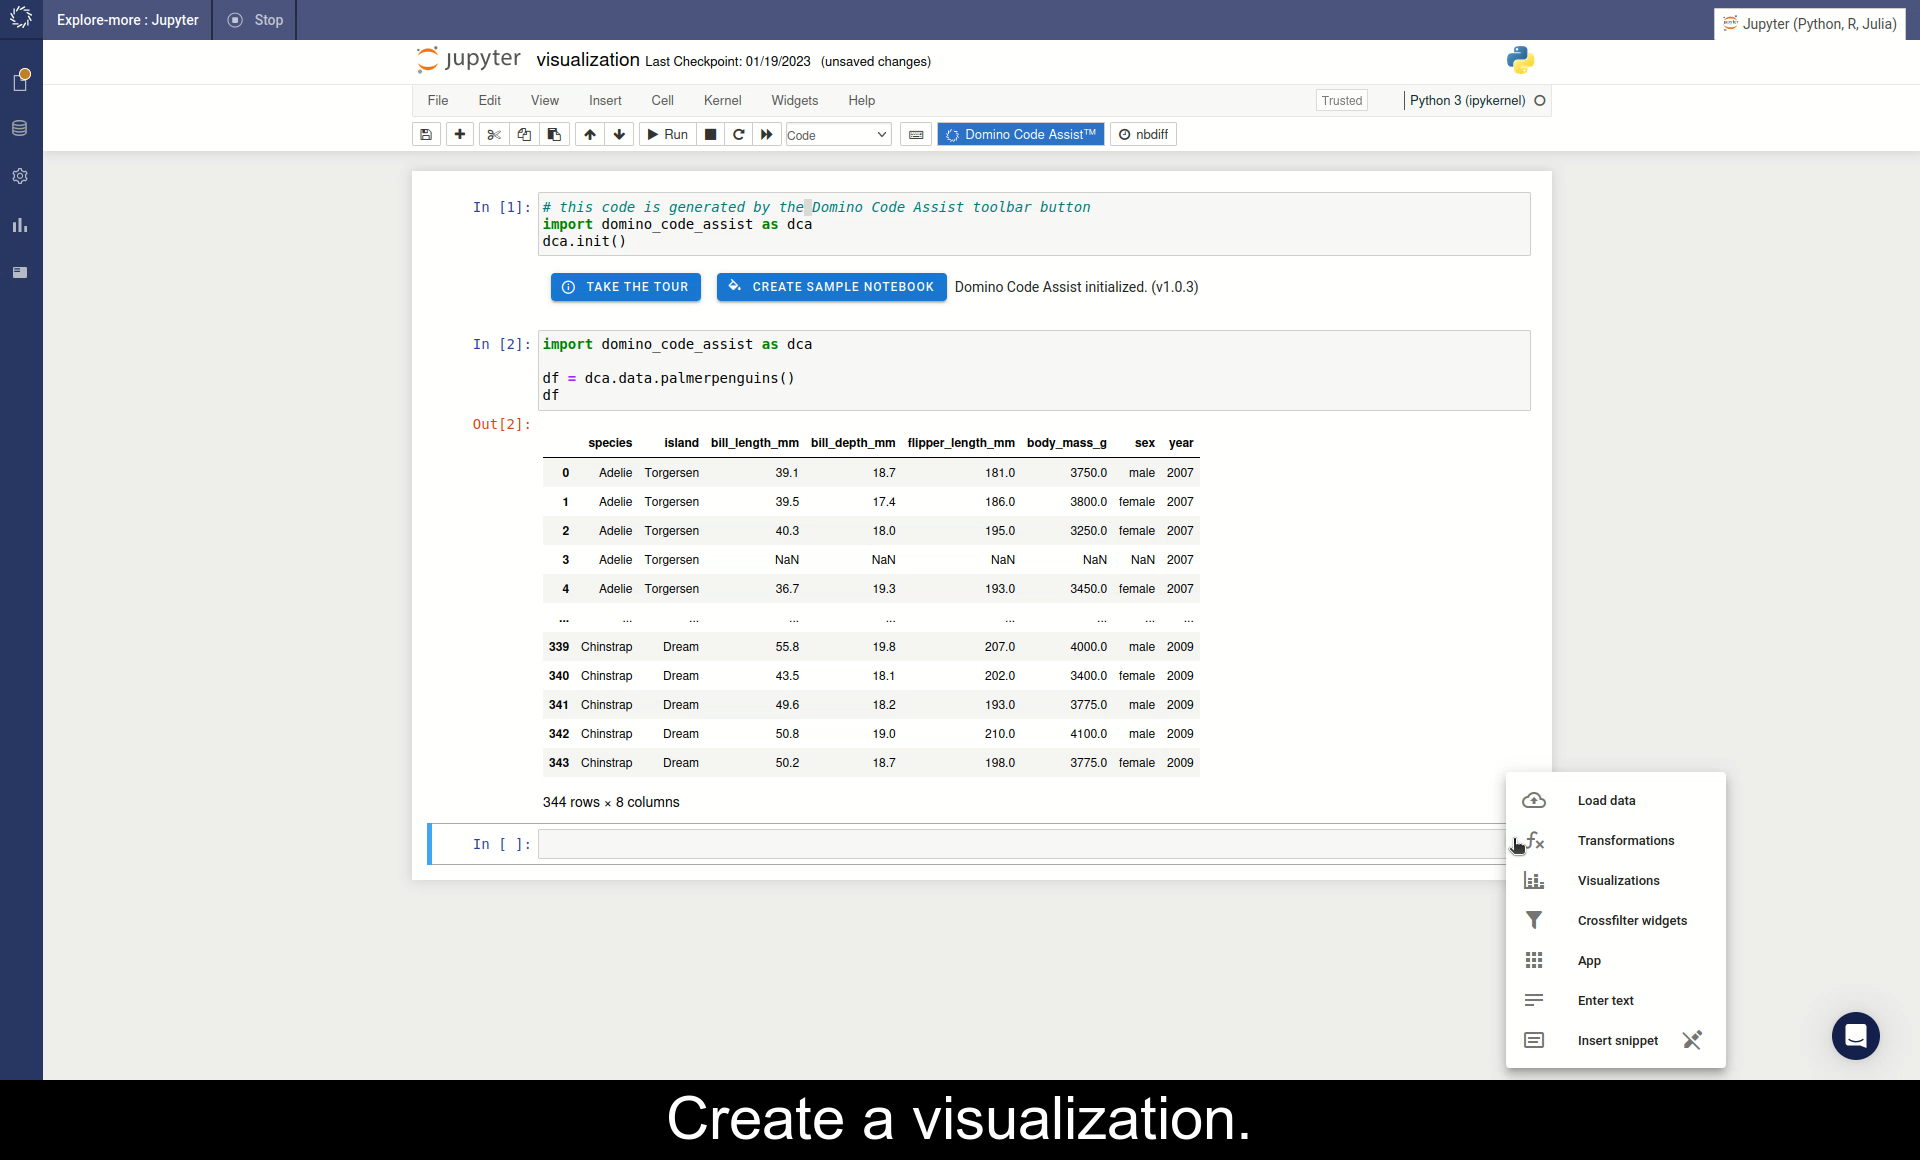 Explore-more : Jupyter Stop Jupyter (Python, R, Julia)
jupyter visualization Last Checkpoint: 01/19/2023 (unsaved changes)
File Edit View Insert Cell Kernel Widgets Help Trusted Python 3 (ipykernel)
Run Code Domino Code Assist™ nbdiff
In [1]: # this code is generated by the Domino Code Assist toolbar button
import domino_code_assist as dca
dca.init()
TAKE THE TOUR CREATE SAMPLE NOTEBOOK Domino Code Assist initialized. (v1.0.3)
In [2]: import domino_code_assist as dca
df = dca.data.palmerpenguins()
df
Out[2]:
species island bill_length_mm bill_depth_mm flipper_length_mm body_mass_g sex year
0 Adelie Torgersen 39.1 18.7 181.0 3750.0 male 2007
1 Adelie Torgersen 39.5 17.4 186.0 3800.0 female 2007
2 Adelie Torgersen 40.3 18.0 195.0 3250.0 female 2007
3 Adelie Torgersen NaN NaN NaN NaN NaN 2007
4 Adelie Torgersen 36.7 19.3 193.0 3450.0 female 2007
... ... ... ... ... ... ... ... ...
339 Chinstrap Dream 55.8 19.8 207.0 4000.0 male 2009
340 Chinstrap Dream 43.5 18.1 202.0 3400.0 female 2009
341 Chinstrap Dream 49.6 18.2 193.0 3775.0 male 2009
342 Chinstrap Dream 50.8 19.0 210.0 4100.0 male 2009
343 Chinstrap Dream 50.2 18.7 198.0 3775.0 female 2009
344 rows × 8 columns
In [ ]:
Load data
Transformations
Visualizations
Crossfilter widgets
App
Enter text
Insert snippet
Create a visualization.